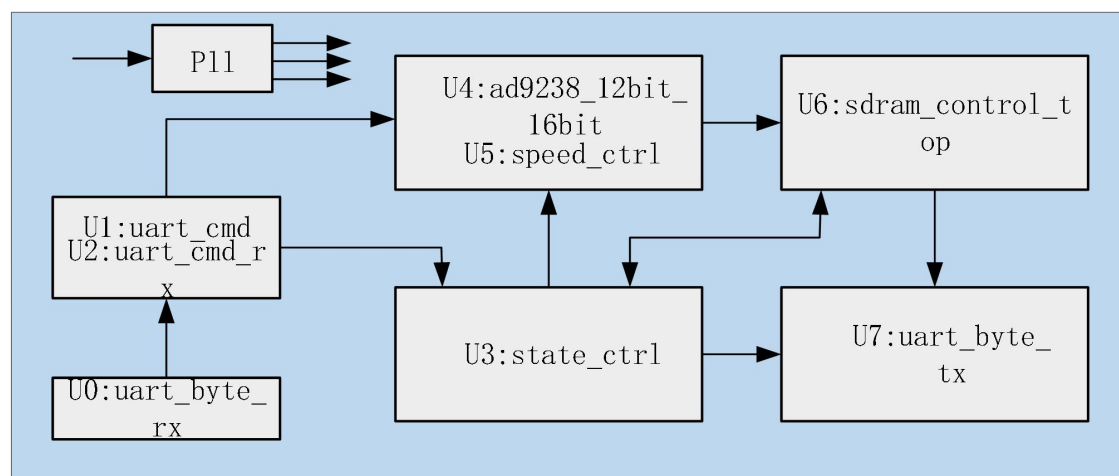 Pll
U4:ad9238_12bit_
16bit
U5:speed_ctrl
U6:sdram_control_t
op
U1:uart_cmd
U2:uart_cmd_r
x
U3:state_ctrl
U7:uart_byte_
tx
U0:uart_byte_
rx